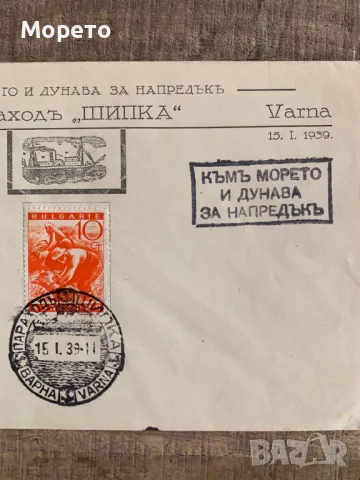 Морето
ТО И ДУНАВА ЗА НАПРЕДЪКЪ
АХОДЪ „ШИПКА“ Varna
15. I. 1939.
КЪМЪ МОРЕТО
И ДУНАВА
ЗА НАПРЕДЪКЪ
BULGARIE
10
15. I. 39-11
ВАРНА VARNA
BAZAR